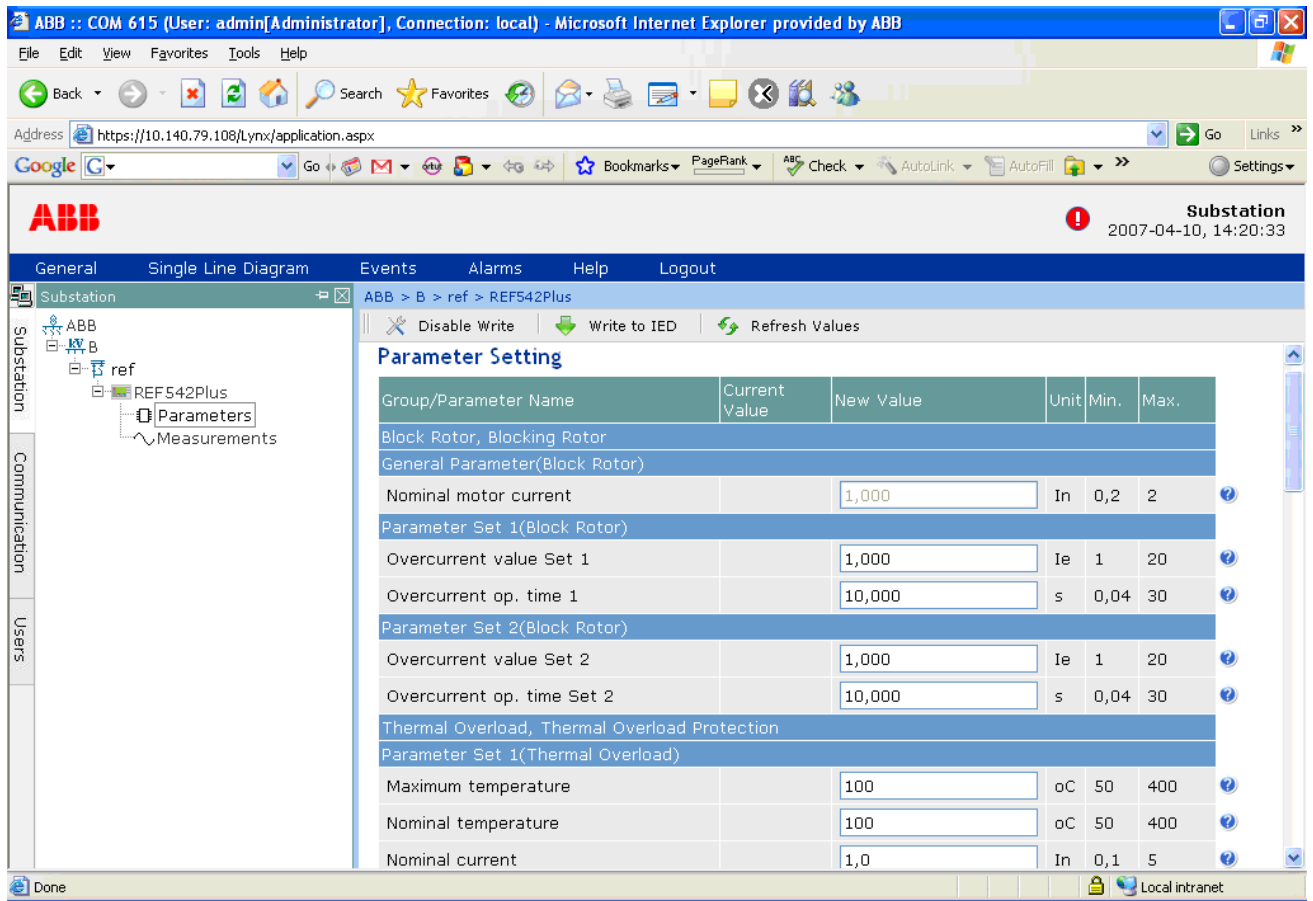 ABB :: COM 615 (User: admin[Administrator], Connection: local) - Microsoft Internet Explorer provided by ABB
File Edit View Favorites Tools Help
Back Search Favorites
Address https://10.140.79.108/Lynx/application.aspx Go Links »
Google G Go Bookmarks PageRank ABC Check AutoLink AutoFill » Settings
ABB
Substation
2007-04-10, 14:20:33
General Single Line Diagram Events Alarms Help Logout
Substation
ABB > B > ref > REF542Plus
Disable Write Write to IED Refresh Values
Substation
Communication
Users
ABB
KV B
ref
REF542Plus
Parameters
Measurements
Parameter Setting
Group/Parameter Name Current Value New Value Unit Min. Max.
Block Rotor, Blocking Rotor
General Parameter(Block Rotor)
Nominal motor current 1,000 In 0,2 2
Parameter Set 1(Block Rotor)
Overcurrent value Set 1 1,000 Ie 1 20
Overcurrent op. time 1 10,000 s 0,04 30
Parameter Set 2(Block Rotor)
Overcurrent value Set 2 1,000 Ie 1 20
Overcurrent op. time Set 2 10,000 s 0,04 30
Thermal Overload, Thermal Overload Protection
Parameter Set 1(Thermal Overload)
Maximum temperature 100 oC 50 400
Nominal temperature 100 oC 50 400
Nominal current 1,0 In 0,1 5
Done Local intranet